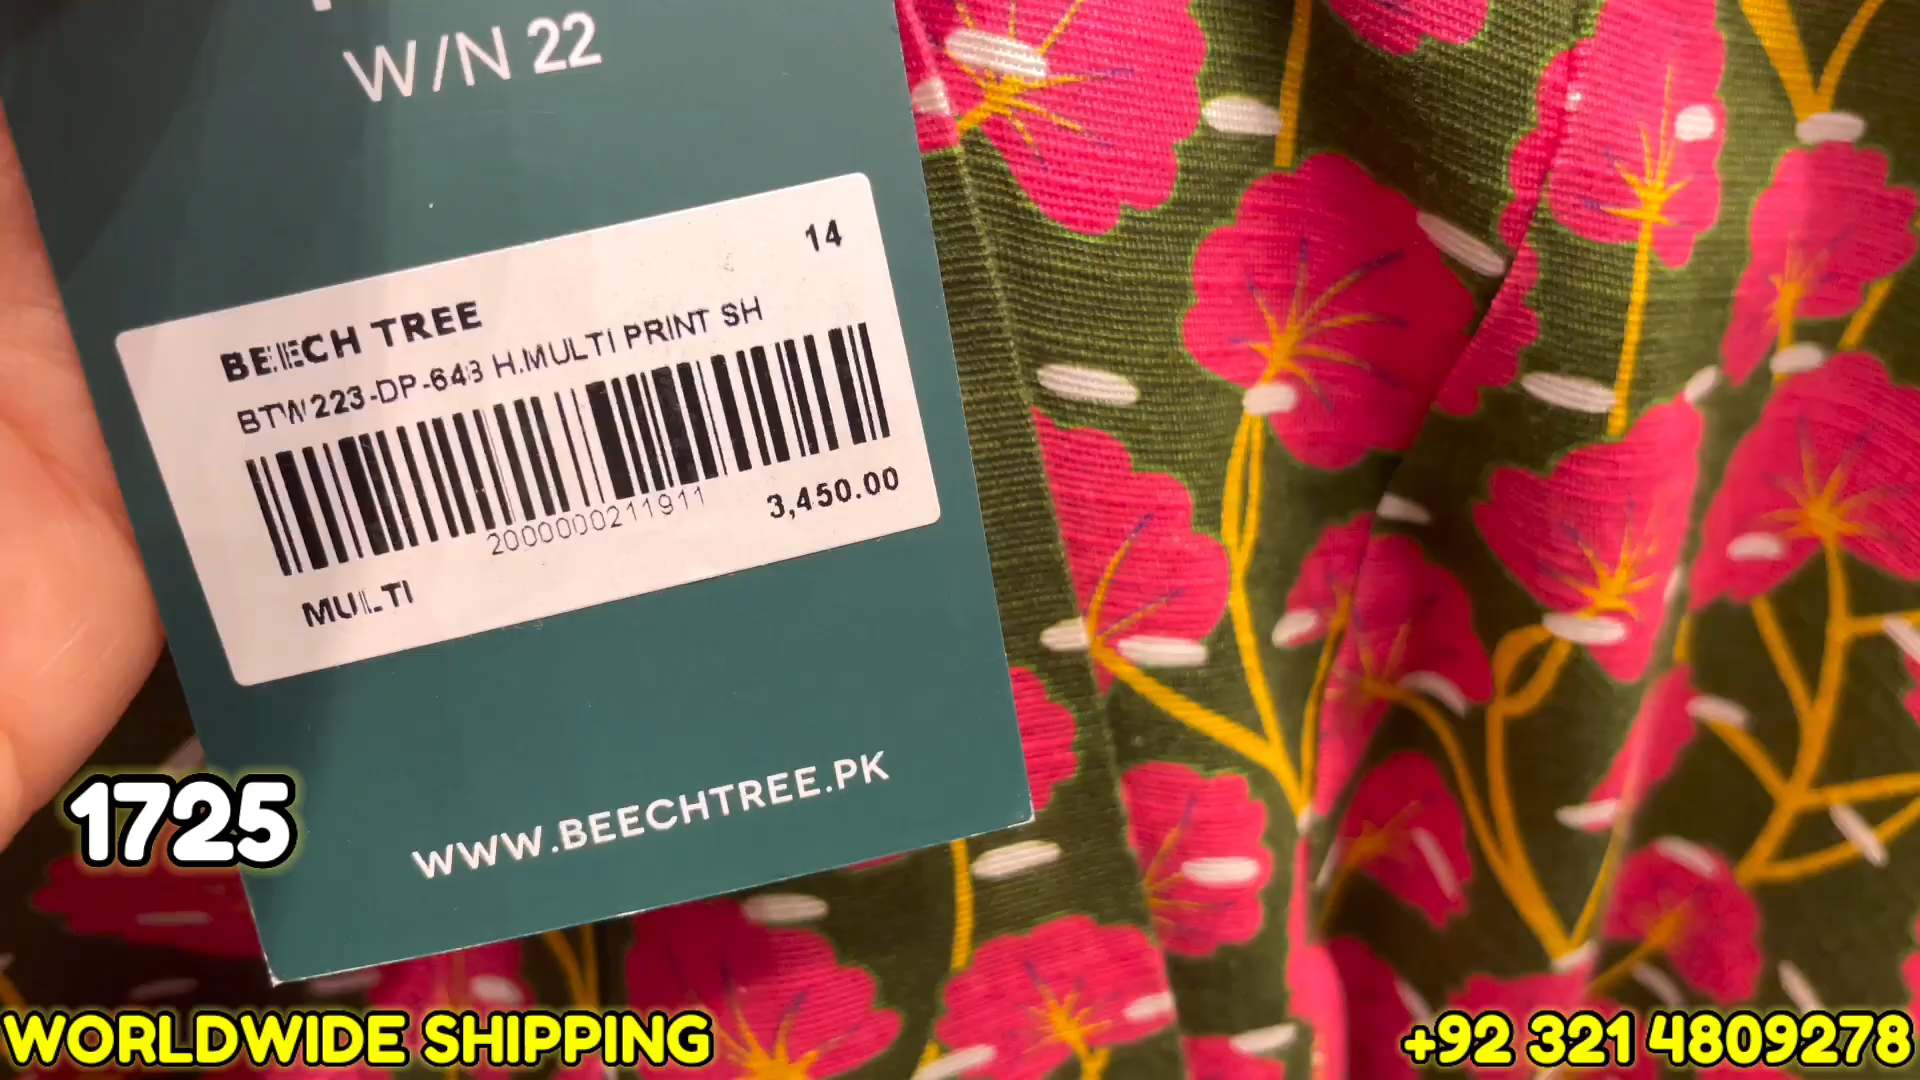 W/N 22
14
BEECH TREE
BTW223-DP-648 H.MULTI PRINT SH
2000000211911
3,450.00
MULTI
WWW.BEECHTREE.PK
1725
WORLDWIDE SHIPPING
+92 321 4809278